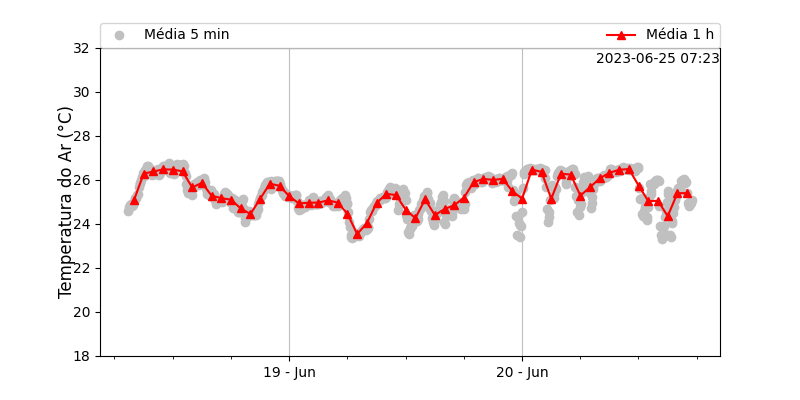 Média 5 min
Média 1 h
2023-06-25 07:23
Temperatura do Ar (°C)
32
30
28
26
24
22
20
18
19 - Jun
20 - Jun